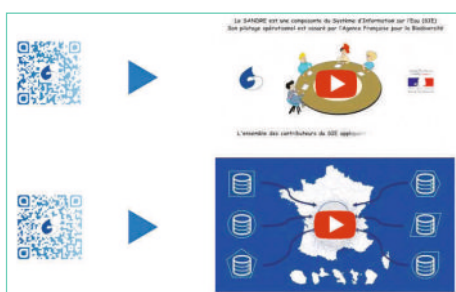 Le SANDRE est une composante du Système d'Information sur l'Eau (SIE)
Son pilotage opérationnel est assuré par l'Agence Française pour la Biodiversité
L'ensemble des contributeurs du SIE appliquent